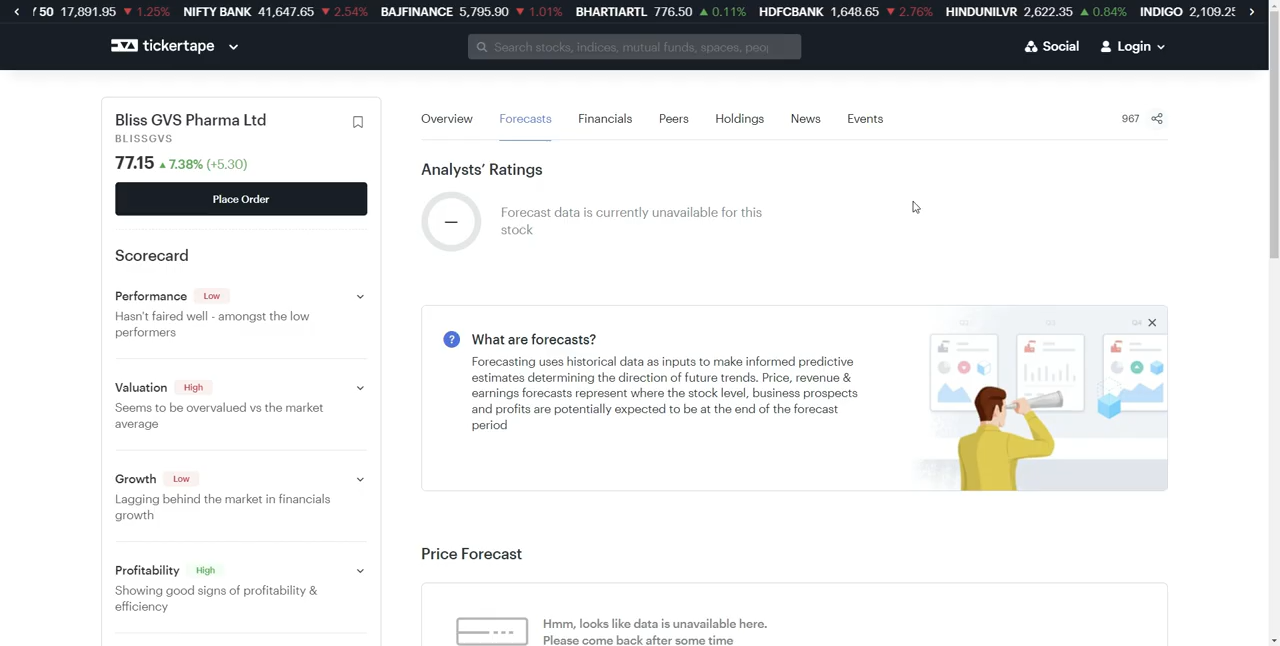 50 17,891.95 ▼ 1.25% NIFTY BANK 41,647.65 ▼ 2.54% BAJFINANCE 5,795.90 ▼ 1.01% BHARTIARTL 776.50 ▲ 0.11% HDFCBANK 1,648.65 ▼ 2.76% HINDUNILVR 2,622.35 ▲ 0.84% INDIGO 2,109.25
tickertape
Search stocks, indices, mutual funds, spaces, peop
Social
Login
Bliss GVS Pharma Ltd
BLISSGVS
77.15 ▲ 7.38% (+5.30)
Place Order
Scorecard
Performance Low
Hasn't faired well - amongst the low
performers
Valuation High
Seems to be overvalued vs the market
average
Growth Low
Lagging behind the market in financials
growth
Profitability High
Showing good signs of profitability &
efficiency
Overview Forecasts Financials Peers Holdings News Events
967
Analysts' Ratings
—
Forecast data is currently unavailable for this
stock
? What are forecasts?
Forecasting uses historical data as inputs to make informed predictive
estimates determining the direction of future trends. Price, revenue &
earnings forecasts represent where the stock level, business prospects
and profits are potentially expected to be at the end of the forecast
period
Q2 Q3 Q4
Price Forecast
Hmm, looks like data is unavailable here.
Please come back after some time